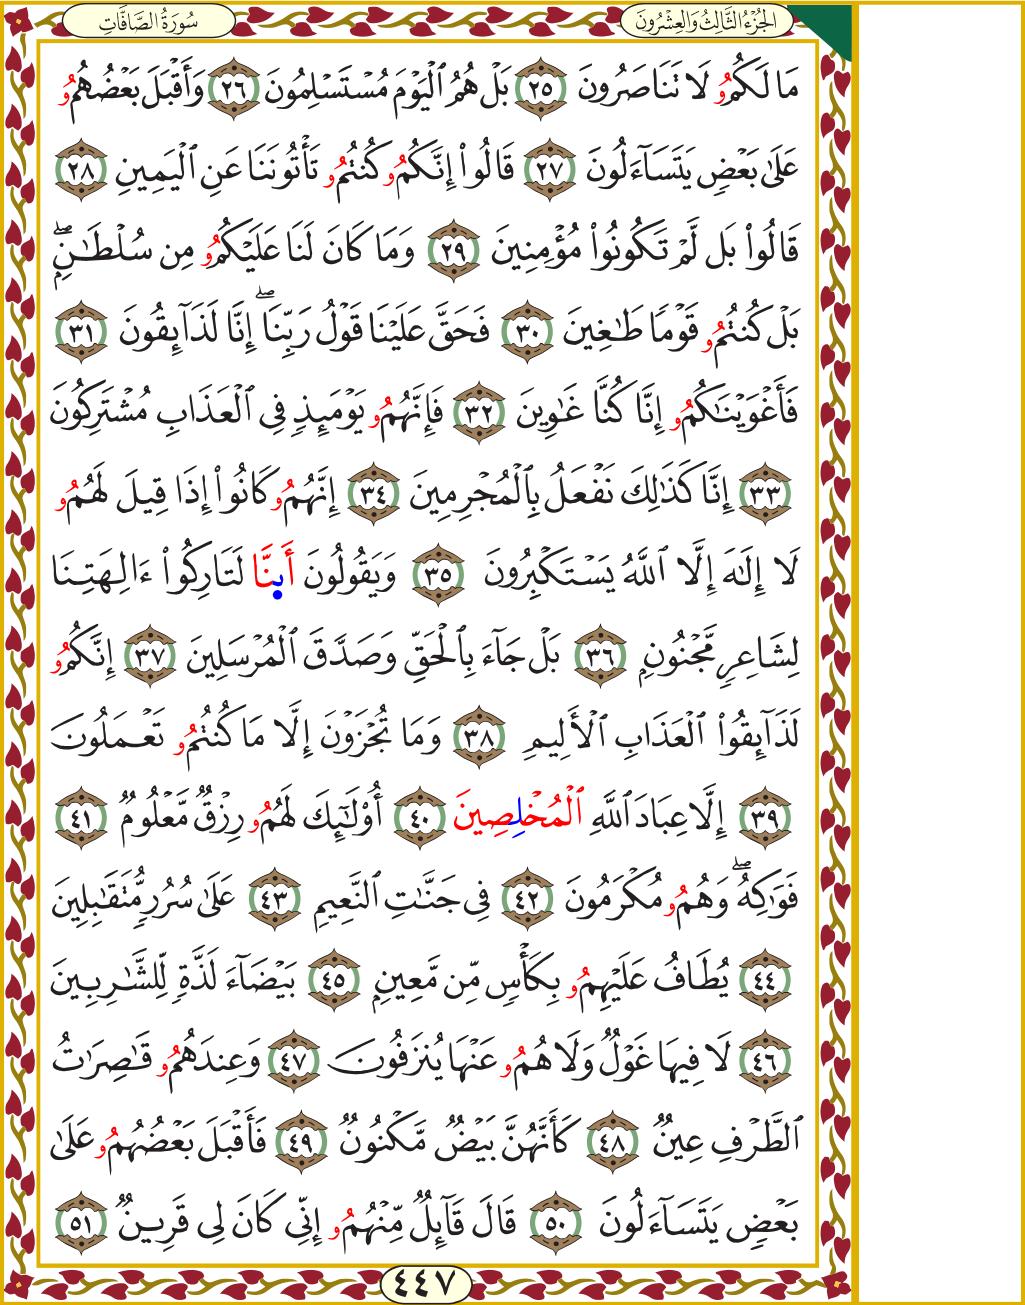 الجُزْءُ الثَّالِثُ وَالعِشْرُونَ
سُورَةُ الصَّافَّاتِ
مَا لَكُمُۥ لَا تَنَاصَرُونَ ٢٥ بَلْ هُمُ ٱلْيَوْمَ مُسْتَسْلِمُونَ ٢٦ وَأَقْبَلَ بَعْضُهُمُۥ
عَلَىٰ بَعْضٍ يَتَسَآءَلُونَ ٢٧ قَالُوٓا۟ إِنَّكُمُۥ كُنتُمُۥ تَأْتُونَنَا عَنِ ٱلْيَمِينِ ٢٨
قَالُوا۟ بَل لَّمْ تَكُونُوا۟ مُؤْمِنِينَ ٢٩ وَمَا كَانَ لَنَا عَلَيْكُمُۥ مِن سُلْطَٰنٍۭۖ
بَلْ كُنتُمُۥ قَوْمًا طَٰغِينَ ٣٠ فَحَقَّ عَلَيْنَا قَوْلُ رَبِّنَآۖ إِنَّا لَذَآئِقُونَ ٣١
فَأَغْوَيْنَٰكُمُۥ إِنَّا كُنَّا غَٰوِينَ ٣٢ فَإِنَّهُمُۥ يَوْمَئِذٍ فِى ٱلْعَذَابِ مُشْتَرِكُونَ
٣٣ إِنَّا كَذَٰلِكَ نَفْعَلُ بِٱلْمُجْرِمِينَ ٣٤ إِنَّهُمُۥ كَانُوٓا۟ إِذَا قِيلَ لَهُمُۥ
لَآ إِلَٰهَ إِلَّا ٱللَّهُ يَسْتَكْبِرُونَ ٣٥ وَيَقُولُونَ أَى۪نَّا لَتَارِكُوٓا۟ ءَالِهَتِنَا
لِشَاعِرٍ مَّجْنُونٍۭ ٣٦ بَلْ جَآءَ بِٱلْحَقِّ وَصَدَّقَ ٱلْمُرْسَلِينَ ٣٧ إِنَّكُمُۥ
لَذَآئِقُوا۟ ٱلْعَذَابِ ٱلْأَلِيمِ ٣٨ وَمَا تُجْزَوْنَ إِلَّا مَا كُنتُمُۥ تَعْمَلُونَ
٣٩ إِلَّا عِبَادَ ٱللَّهِ ٱلْمُخْلِصِينَ ٤٠ أُو۟لَٰٓئِكَ لَهُمُۥ رِزْقٌ مَّعْلُومٌ ٤١
فَوَٰكِهُۖ وَهُمُۥ مُكْرَمُونَ ٤٢ فِى جَنَّٰتِ ٱلنَّعِيمِ ٤٣ عَلَىٰ سُرُرٍ مُّتَقَٰبِلِينَ
٤٤ يُطَافُ عَلَيْهِمُۥ بِكَأْسٍ مِّن مَّعِينٍۭ ٤٥ بَيْضَآءَ لَذَّةٍ لِّلشَّٰرِبِينَ
٤٦ لَا فِيهَا غَوْلٌ وَلَا هُمُۥ عَنْهَا يُنزَفُونَ ٤٧ وَعِندَهُمُۥ قَٰصِرَٰتُ
ٱلطَّرْفِ عِينٌ ٤٨ كَأَنَّهُنَّ بَيْضٌ مَّكْنُونٌ ٤٩ فَأَقْبَلَ بَعْضُهُمُۥ عَلَىٰ
بَعْضٍ يَتَسَآءَلُونَ ٥٠ قَالَ قَآئِلٌ مِّنْهُمُۥ إِنِّى كَانَ لِى قَرِينٌ ٥١
٤٤٧